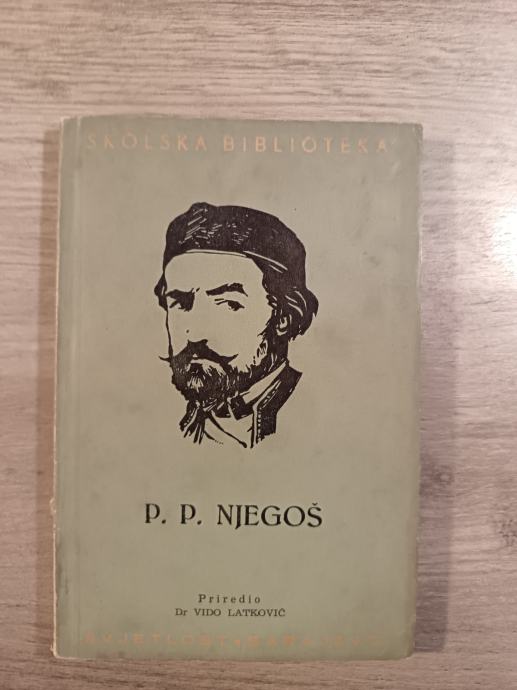 ŠKOLSKA BIBLIOTEKA
P. P. NJEGOŠ
Priredio
Dr VIDO LATKOVIĆ
SVJETLOST • SARAJEVO